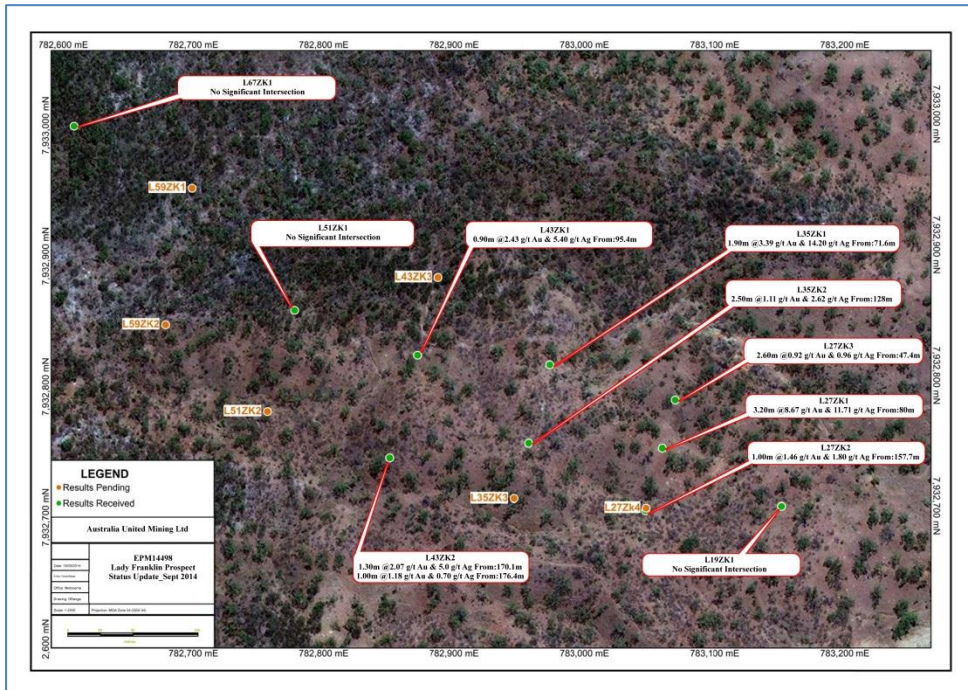 782,600 mE 782,700 mE 782,800 mE 782,900 mE 783,000 mE 783,100 mE 783,200 mE
7,933,000 mN
7,933,000 mN
L67ZK1
No Significant Intersection
L59ZK1
L51ZK1
No Significant Intersection
L43ZK1
0.90m @2.43 g/t Au & 5.40 g/t Ag From:95.4m
L35ZK1
1.90m @3.39 g/t Au & 14.20 g/t Ag From:71.6m
7,932,900 mN
7,932,900 mN
L43ZK3
L35ZK2
2.50m @1.11 g/t Au & 2.62 g/t Ag From:128m
L59ZK2
L27ZK3
2.60m @0.92 g/t Au & 0.96 g/t Ag From:47.4m
7,932,800 mN
7,932,800 mN
L51ZK2
L27ZK1
3.20m @8.67 g/t Au & 11.71 g/t Ag From:80m
L27ZK2
1.00m @1.46 g/t Au & 1.80 g/t Ag From:157.7m
L35ZK3
L27Zk4
7,932,700 mN
7,932,700 mN
L43ZK2
1.30m @2.07 g/t Au & 5.0 g/t Ag From:170.1m
1.00m @1.18 g/t Au & 0.70 g/t Ag From:176.4m
L19ZK1
No Significant Intersection
LEGEND
Results Pending
Results Received
Australia United Mining Ltd
EPM14498
Lady Franklin Prospect
Status Update_Sept 2014
2,600 mN
782,700 mE 782,800 mE 782,900 mE 783,000 mE 783,100 mE 783,200 mE